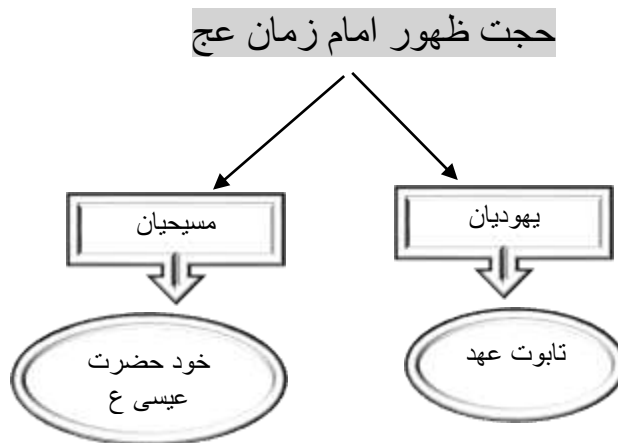 حجت ظهور امام زمان عج
یهودیان
مسیحیان
تابوت عهد
خود حضرت
عیسی ع